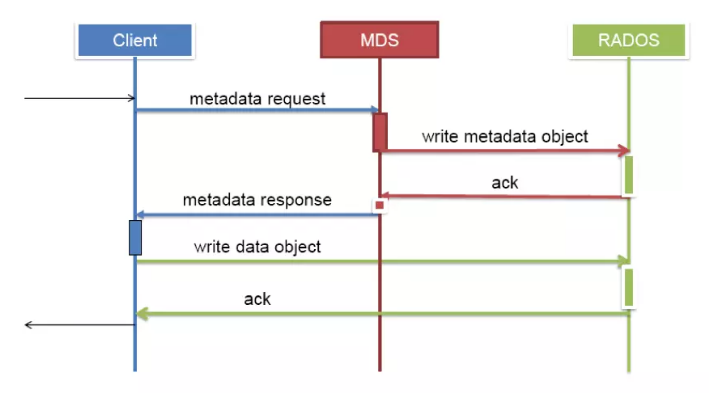 Client
MDS
RADOS
metadata request
write metadata object
ack
metadata response
write data object
ack